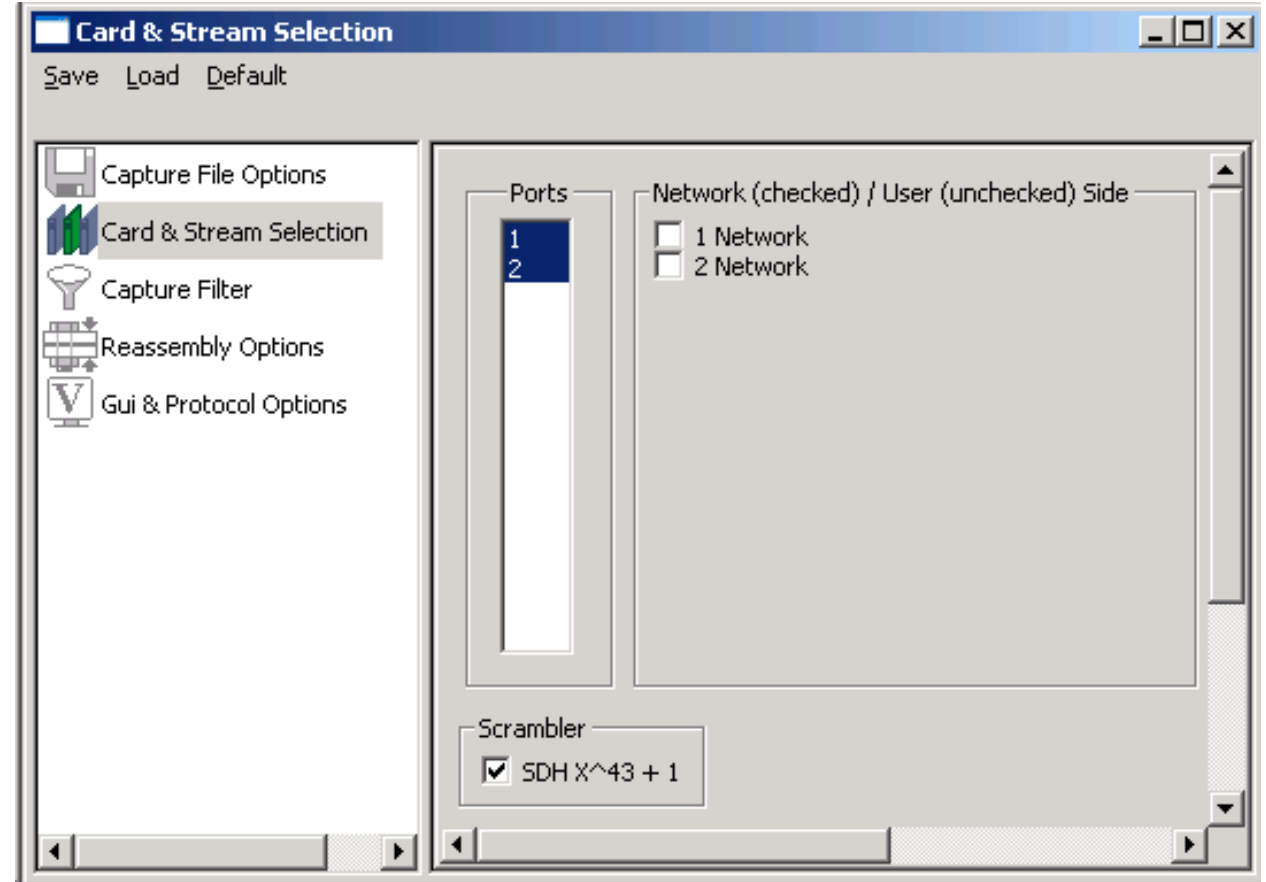 Card & Stream Selection
Save Load Default
Capture File Options
Card & Stream Selection
Capture Filter
Reassembly Options
V
Gui & Protocol Options
Ports
1
2
Network (checked) / User (unchecked) Side
1 Network
2 Network
Scrambler
SDH X^43 + 1